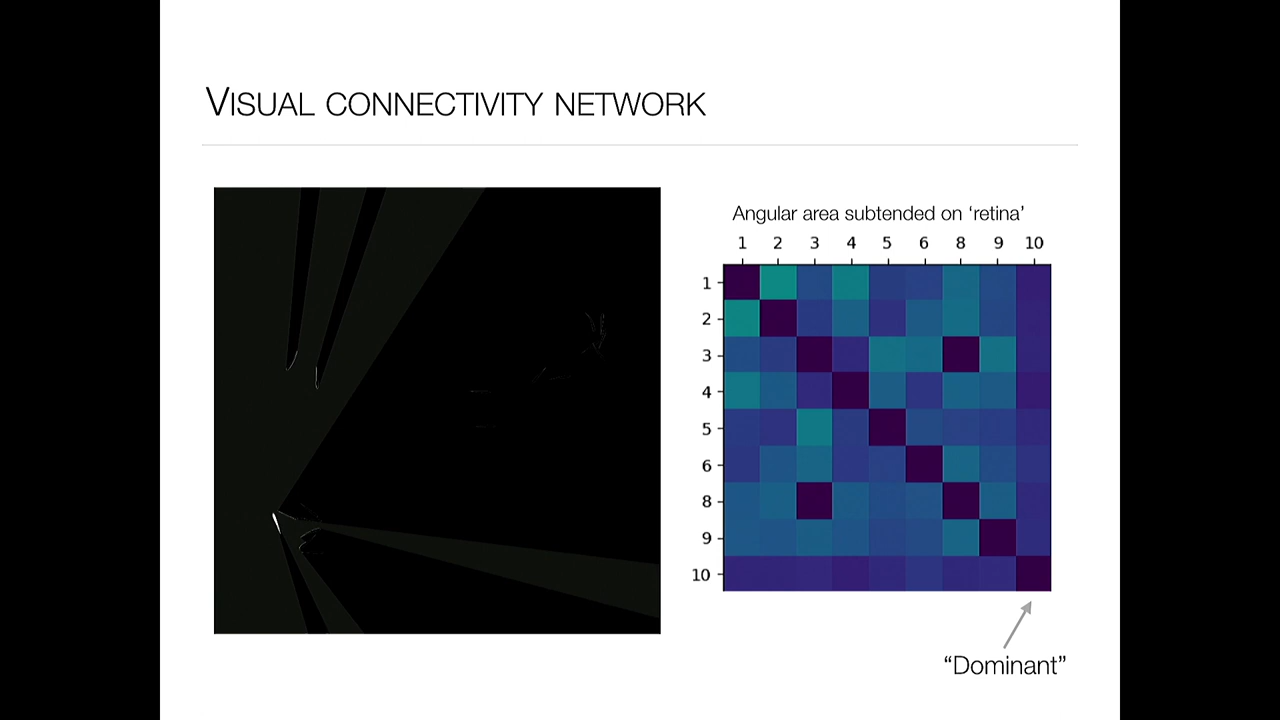 VISUAL CONNECTIVITY NETWORK
Angular area subtended on ‘retina’
1 2 3 4 5 6 8 9 10
1
2
3
4
5
6
8
9
10
“Dominant”